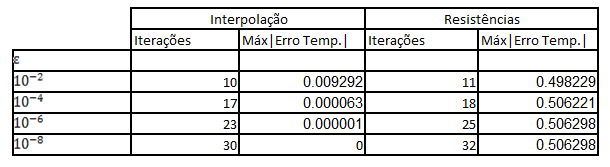 Interpolação Resistências
Iterações Máx|Erro Temp.| Iterações Máx|Erro Temp.|
ε
10⁻² 10 0.009292 11 0.498229
10⁻⁴ 17 0.000063 18 0.506221
10⁻⁶ 23 0.000001 25 0.506298
10⁻⁸ 30 0 32 0.506298